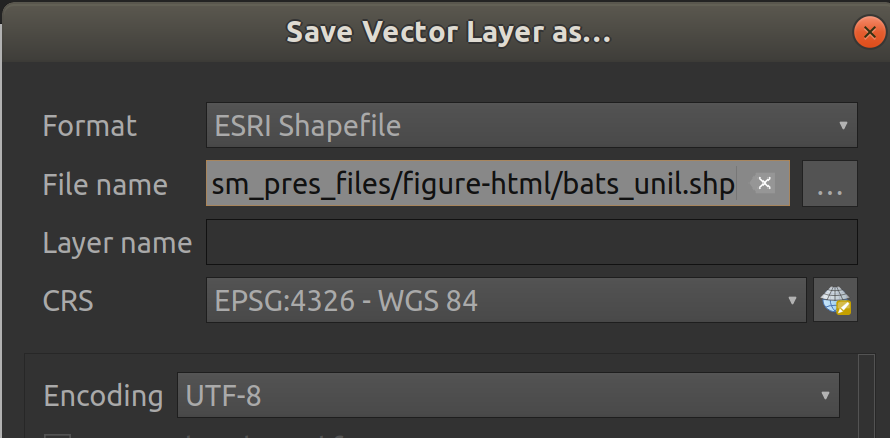 Save Vector Layer as...
Format ESRI Shapefile
File name sm_pres_files/figure-html/bats_unil.shp ...
Layer name
CRS EPSG:4326 - WGS 84
Encoding UTF-8